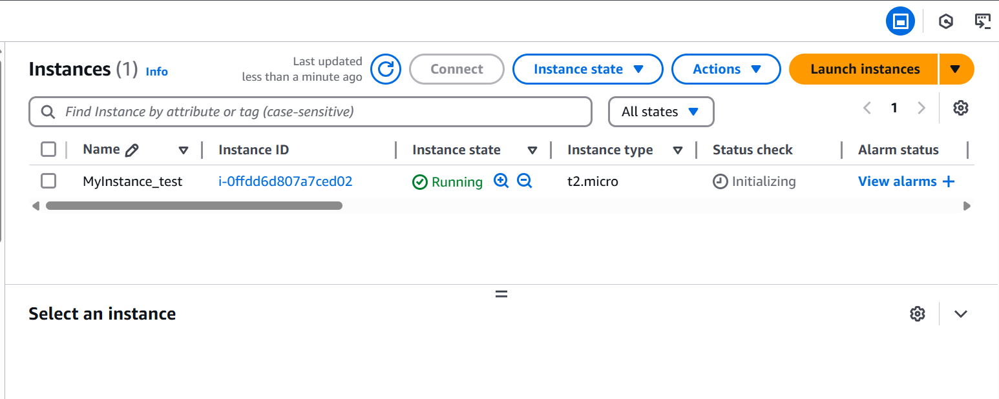 Instances (1) Info
Last updated
less than a minute ago
Connect
Instance state
Actions
Launch instances
Find Instance by attribute or tag (case-sensitive)
All states
1
Name Instance ID Instance state Instance type Status check Alarm status
MyInstance_test i-0ffdd6d807a7ced02 Running t2.micro Initializing View alarms +
Select an instance